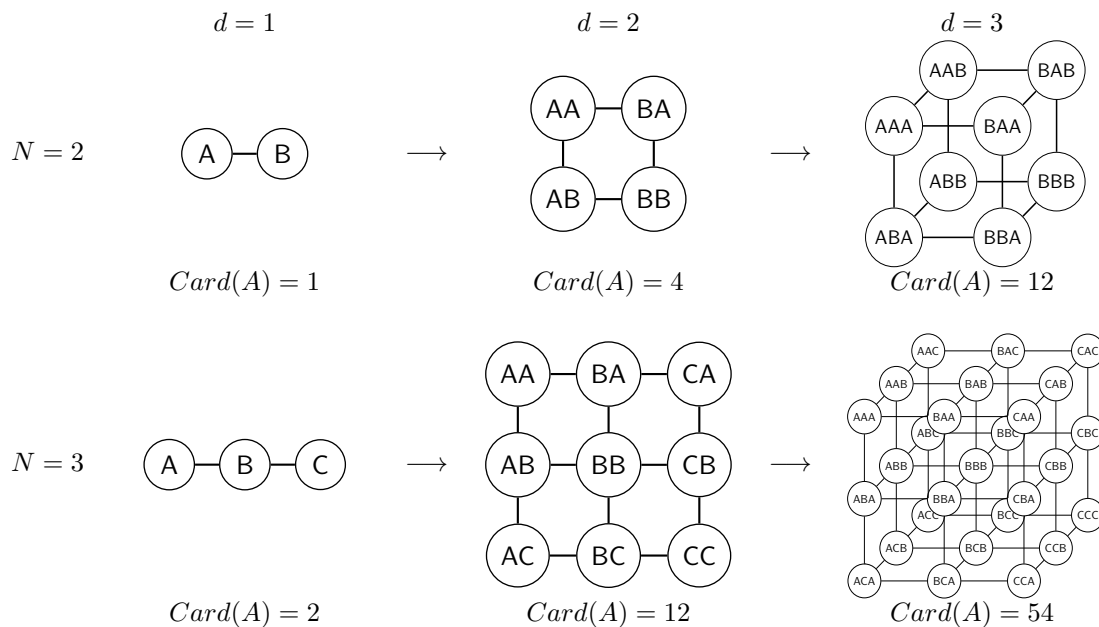 d = 1 d = 2 d = 3
AAB BAB
AA BA
AAA BAA
N = 2 A B ⟶ ⟶
ABB BBB
AB BB
ABA BBA
Card(A) = 1 Card(A) = 4 Card(A) = 12
AAC BAC CAC
AA BA CA
AAB BAB CAB
AAA BAA CAA
ABC BBC CBC
N = 3 A B C ⟶ AB BB CB ⟶ ABB BBB CBB
ABA BBA CBA
ACC BCC CCC
ACB BCB CCB
AC BC CC
ACA BCA CCA
Card(A) = 2 Card(A) = 12 Card(A) = 54